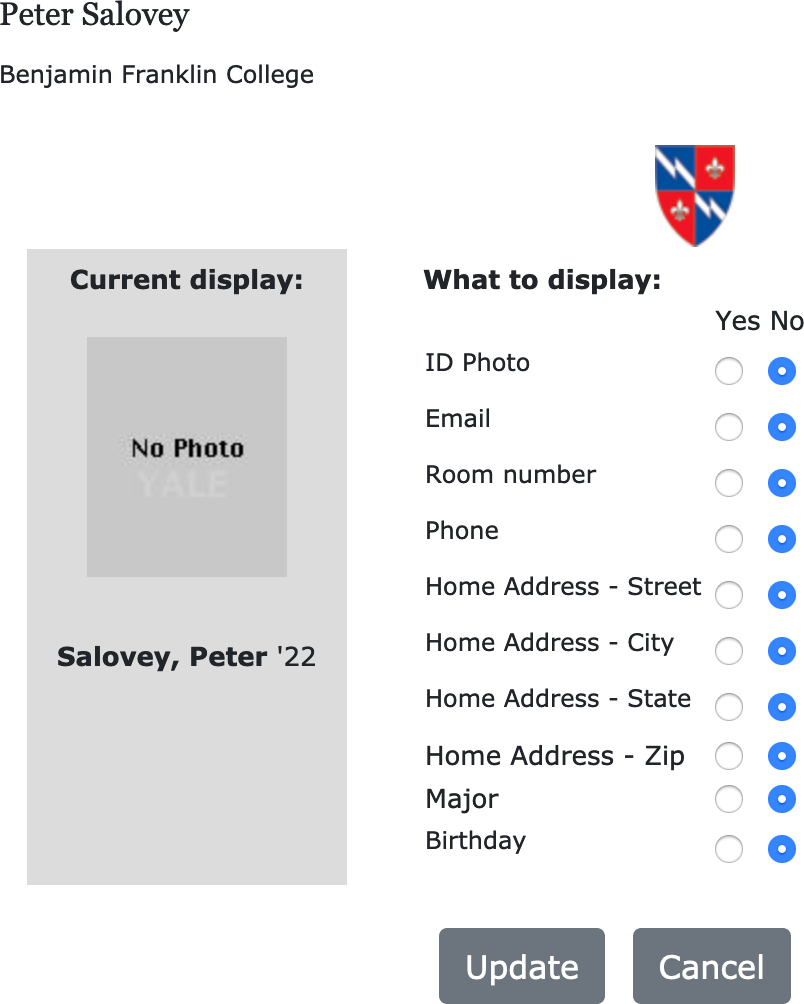 Peter Salovey
Benjamin Franklin College
Current display:
No Photo
YALE
Salovey, Peter '22
What to display:
Yes No
ID Photo
Email
Room number
Phone
Home Address - Street
Home Address - City
Home Address - State
Home Address - Zip
Major
Birthday
Update
Cancel